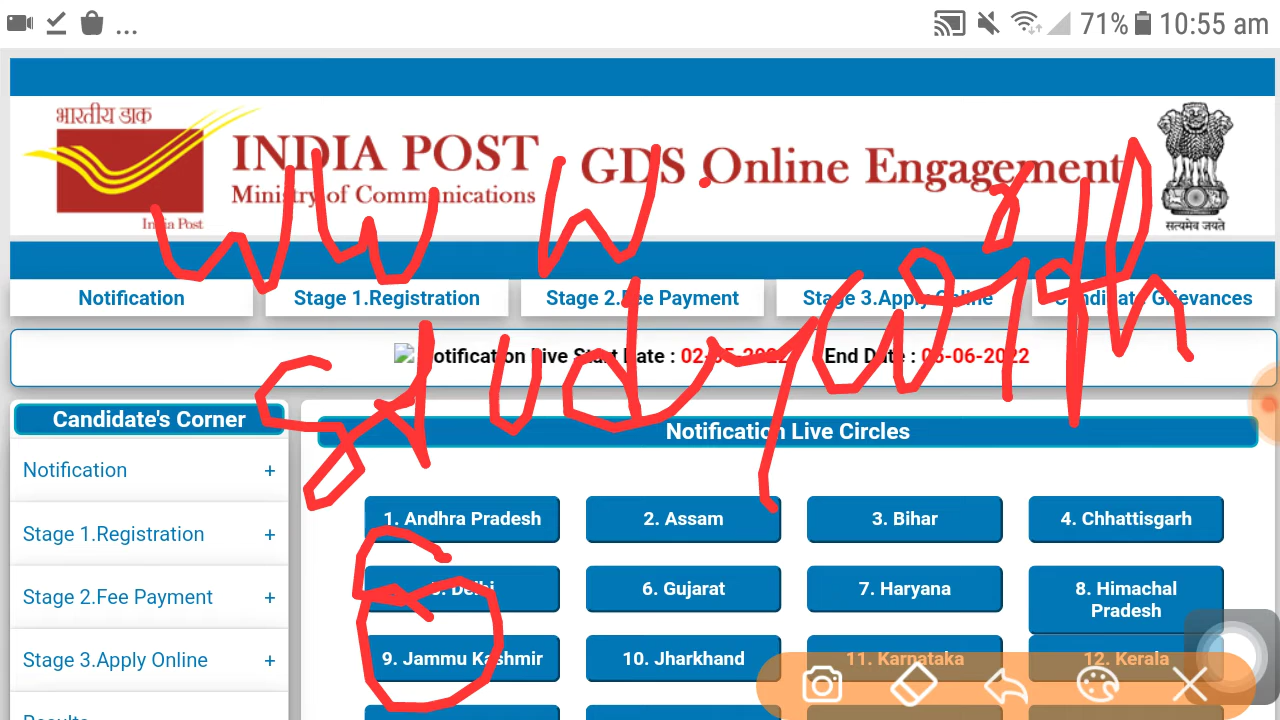 ... 71% 10:55 am
भारतीय डाक
India Post
INDIA POST
Ministry of Communications
GDS Online Engagement
सत्यमेव जयते
Notification Stage 1.Registration Stage 2.Fee Payment Stage 3.Apply Online Candidate Grievances
Notification Live Start Date : 02-05-2022 End Date : 05-06-2022
Candidate's Corner
Notification +
Stage 1.Registration +
Stage 2.Fee Payment +
Stage 3.Apply Online +
Results
Notification Live Circles
1. Andhra Pradesh 2. Assam 3. Bihar 4. Chhattisgarh
5. Delhi 6. Gujarat 7. Haryana 8. Himachal Pradesh
9. Jammu Kashmir 10. Jharkhand 11. Karnataka 12. Kerala
WWW.